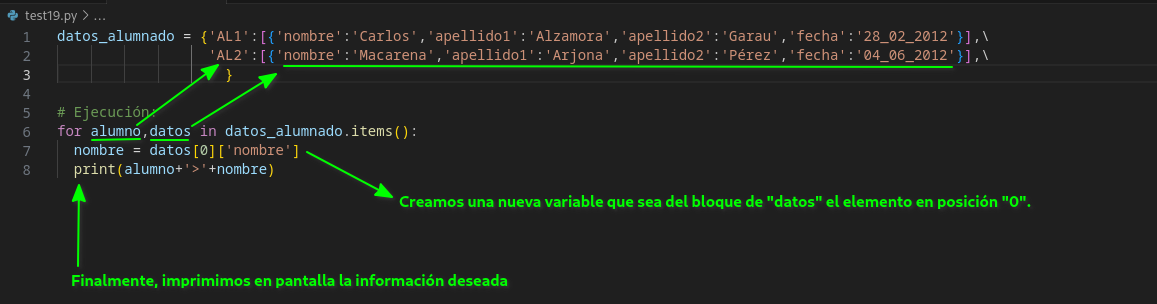 test19.py > ...
1 datos_alumnado = {'AL1':[{'nombre':'Carlos','apellido1':'Alzamora','apellido2':'Garau','fecha':'28_02_2012'}],\
2 'AL2':[{'nombre':'Macarena','apellido1':'Arjona','apellido2':'Pérez','fecha':'04_06_2012'}],\
3 }
4
5 # Ejecución:
6 for alumno,datos in datos_alumnado.items():
7 nombre = datos[0]['nombre']
8 print(alumno+'>'+nombre)
Creamos una nueva variable que sea del bloque de "datos" el elemento en posición "0".
Finalmente, imprimimos en pantalla la información deseada